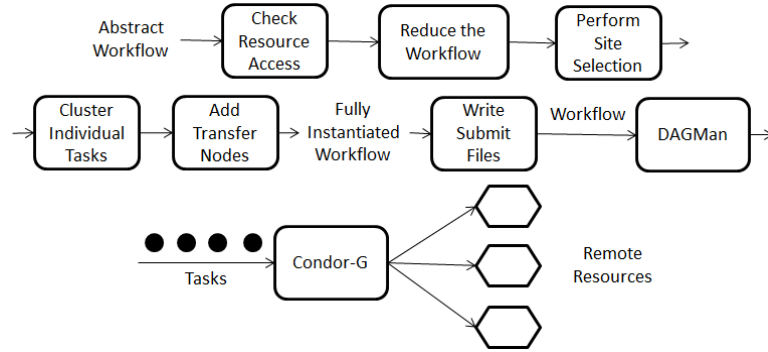 Abstract
Workflow
Check
Resource
Access
Reduce the
Workflow
Perform
Site
Selection
Cluster
Individual
Tasks
Add
Transfer
Nodes
Fully
Instantiated
Workflow
Write
Submit
Files
Workflow
DAGMan
Tasks
Condor-G
Remote
Resources